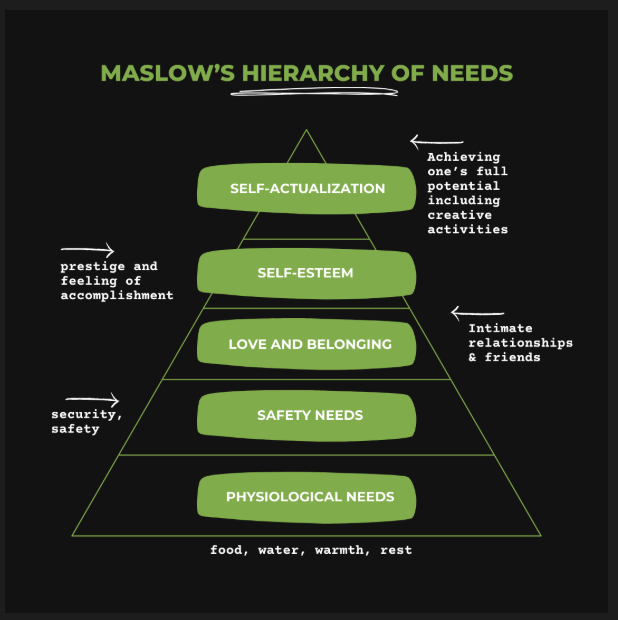 MASLOW'S HIERARCHY OF NEEDS
SELF-ACTUALIZATION
Achieving
one's full
potential
including
creative
activities
SELF-ESTEEM
prestige and
feeling of
accomplishment
LOVE AND BELONGING
Intimate
relationships
& friends
SAFETY NEEDS
security,
safety
PHYSIOLOGICAL NEEDS
food, water, warmth, rest